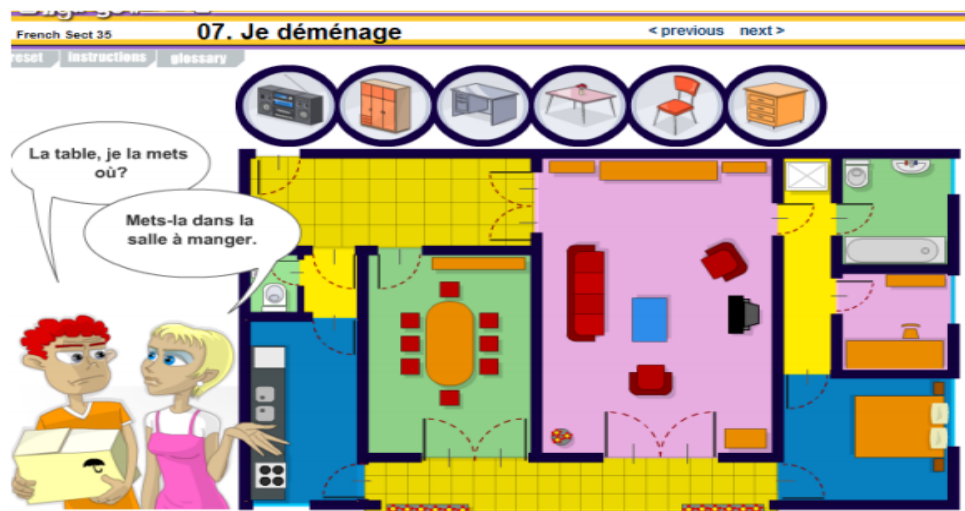 French Sect 35
07. Je déménage
< previous next >
reset instructions glossary
La table, je la mets
où?
Mets-la dans la
salle à manger.